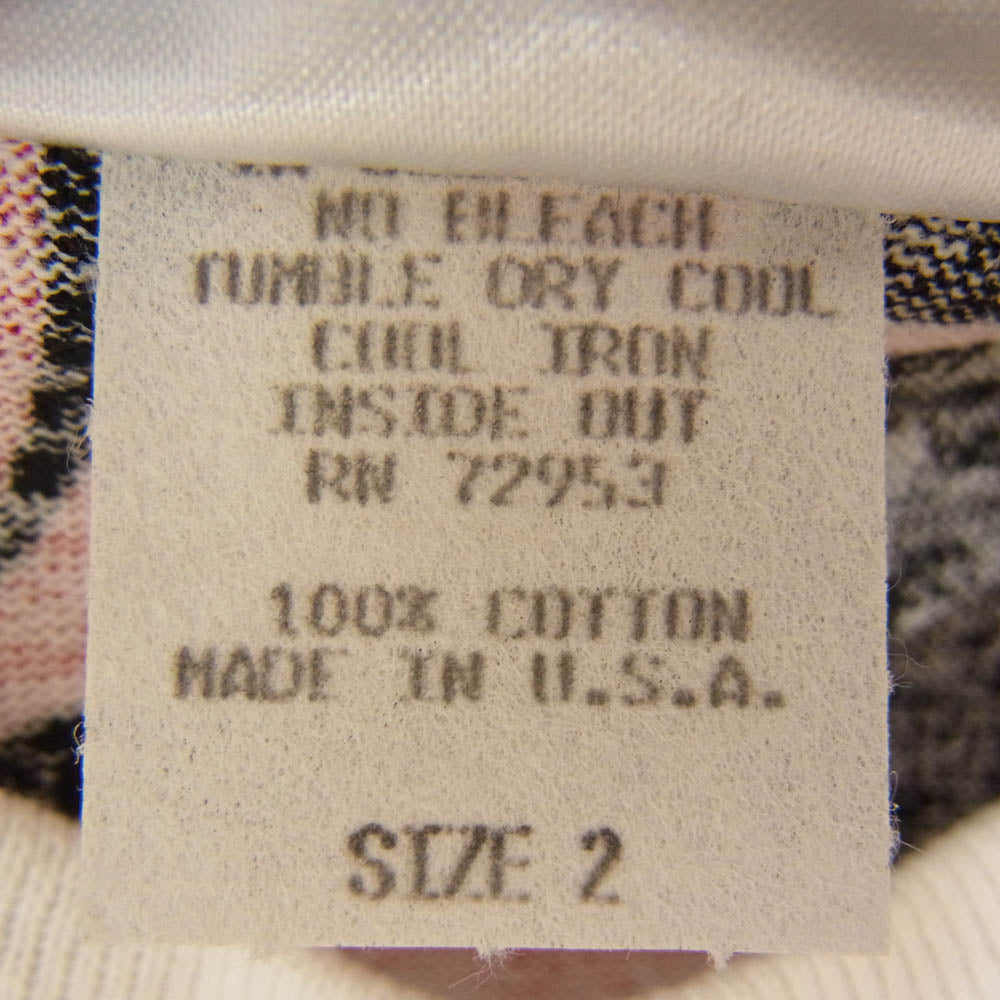 NO BLEACH
TUMBLE DRY COOL
COOL IRON
INSIDE OUT
RN 72953
100% COTTON
MADE IN U.S.A.
SIZE 2